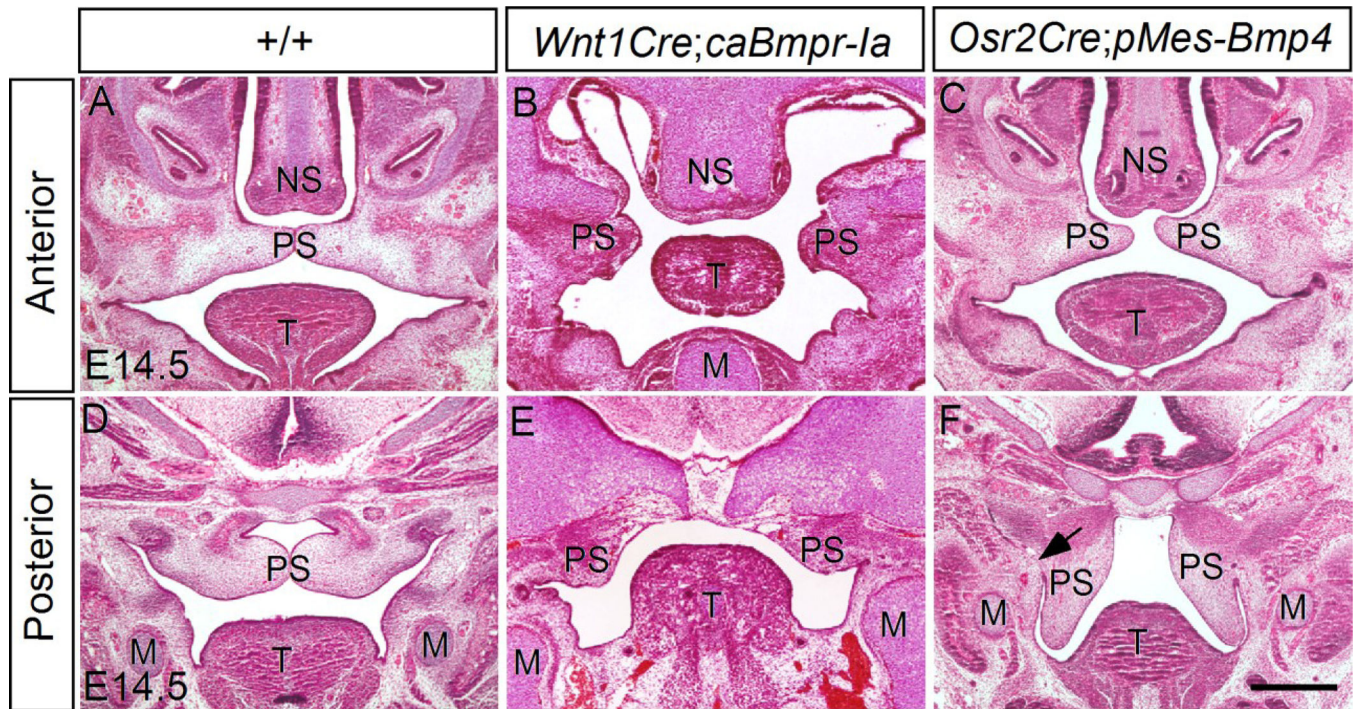 +/+
Wnt1Cre;caBmpr-Ia
Osr2Cre;pMes-Bmp4
Anterior
A
NS
PS
T
E14.5
B
PS
PS
T
M
C
NS
PS
PS
T
Posterior
D
PS
M
T
M
E14.5
E
PS
PS
T
M
M
F
PS
PS
M
M
T